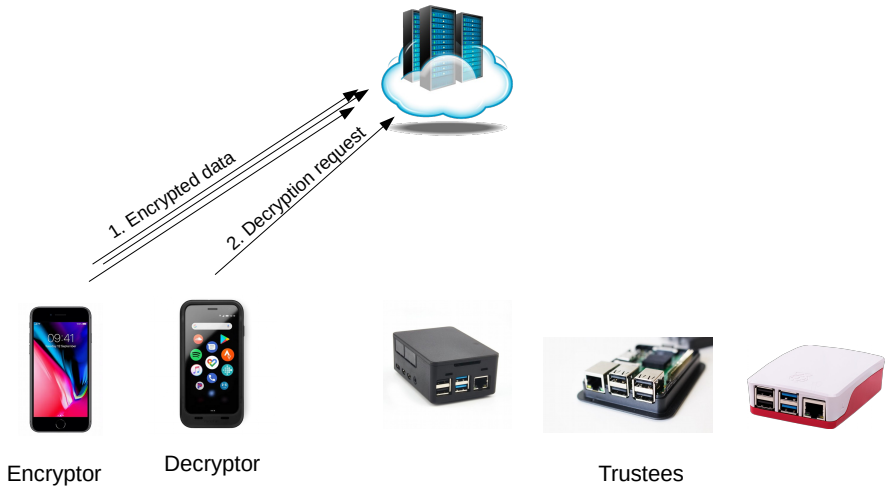 1. Encrypted data
2. Decryption request
09:41
Encryptor
Decryptor
Trustees